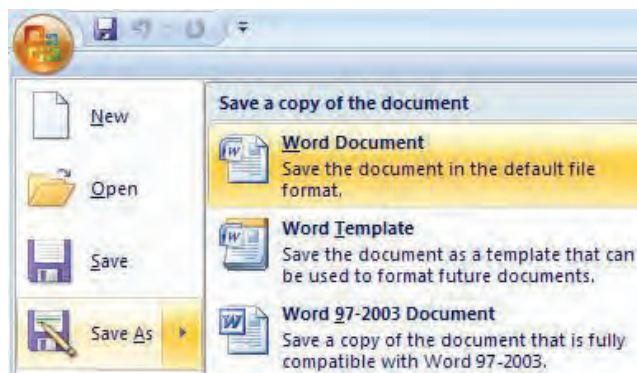 New
Open
Save
Save As
Save a copy of the document
Word Document
Save the document in the default file
format.
Word Template
Save the document as a template that can
be used to format future documents.
Word 97-2003 Document
Save a copy of the document that is fully
compatible with Word 97-2003.